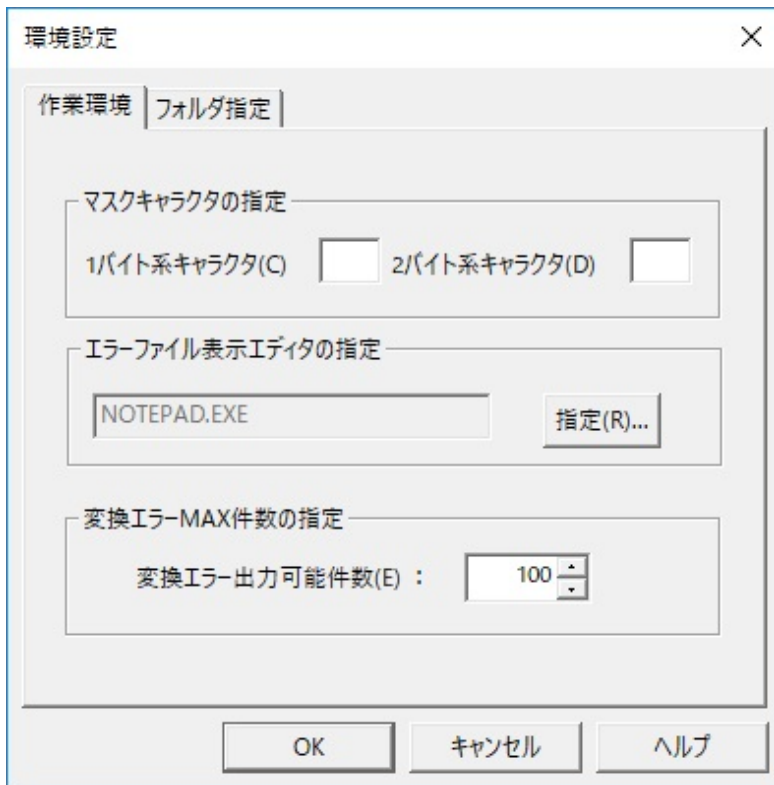 環境設定
作業環境 フォルダ指定
マスクキャラクタの指定
1バイト系キャラクタ(C) 2バイト系キャラクタ(D)
エラーファイル表示エディタの指定
NOTEPAD.EXE 指定(R)...
変換エラーMAX件数の指定
変換エラー出力可能件数(E) : 100
OK キャンセル ヘルプ